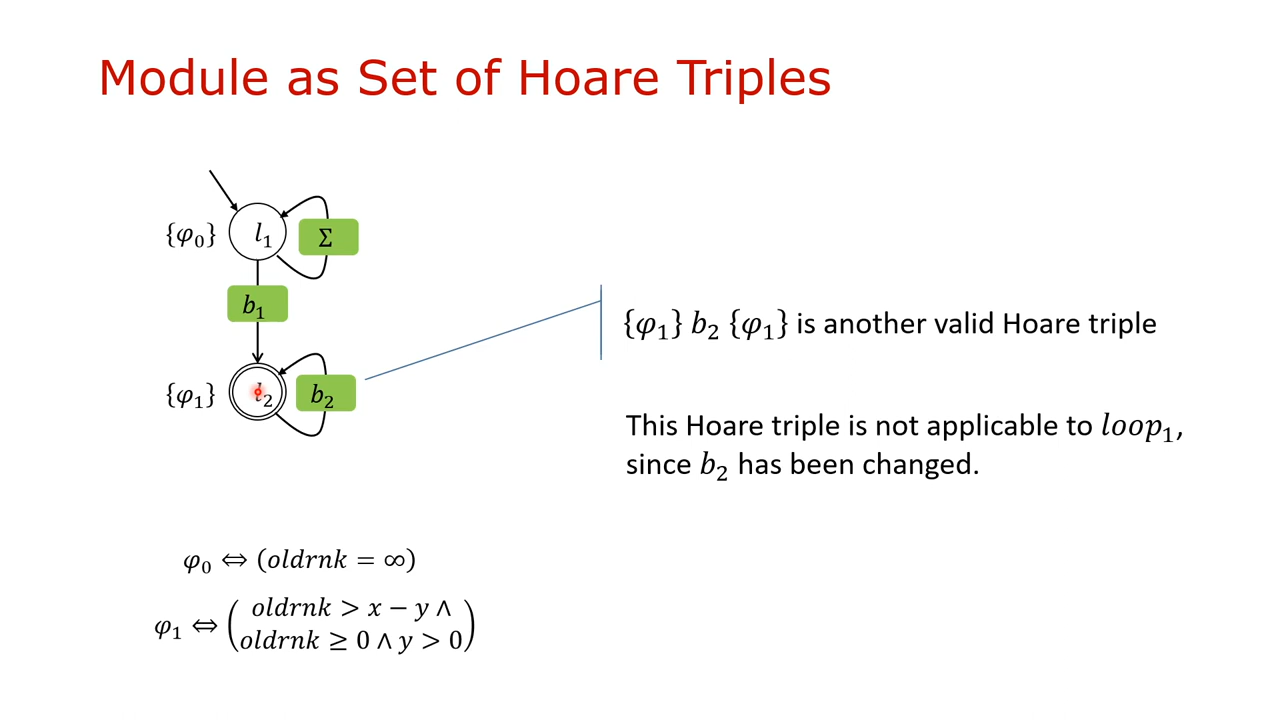 Module as Set of Hoare Triples
{φ₀} l₁ Σ
b₁
{φ₁} l₂ b₂
{φ₁} b₂ {φ₁} is another valid Hoare triple
This Hoare triple is not applicable to loop₁,
since b₂ has been changed.
φ₀ ⇔ (oldrnk = ∞)
φ₁ ⇔ (oldrnk > x − y ∧
oldrnk ≥ 0 ∧ y > 0)